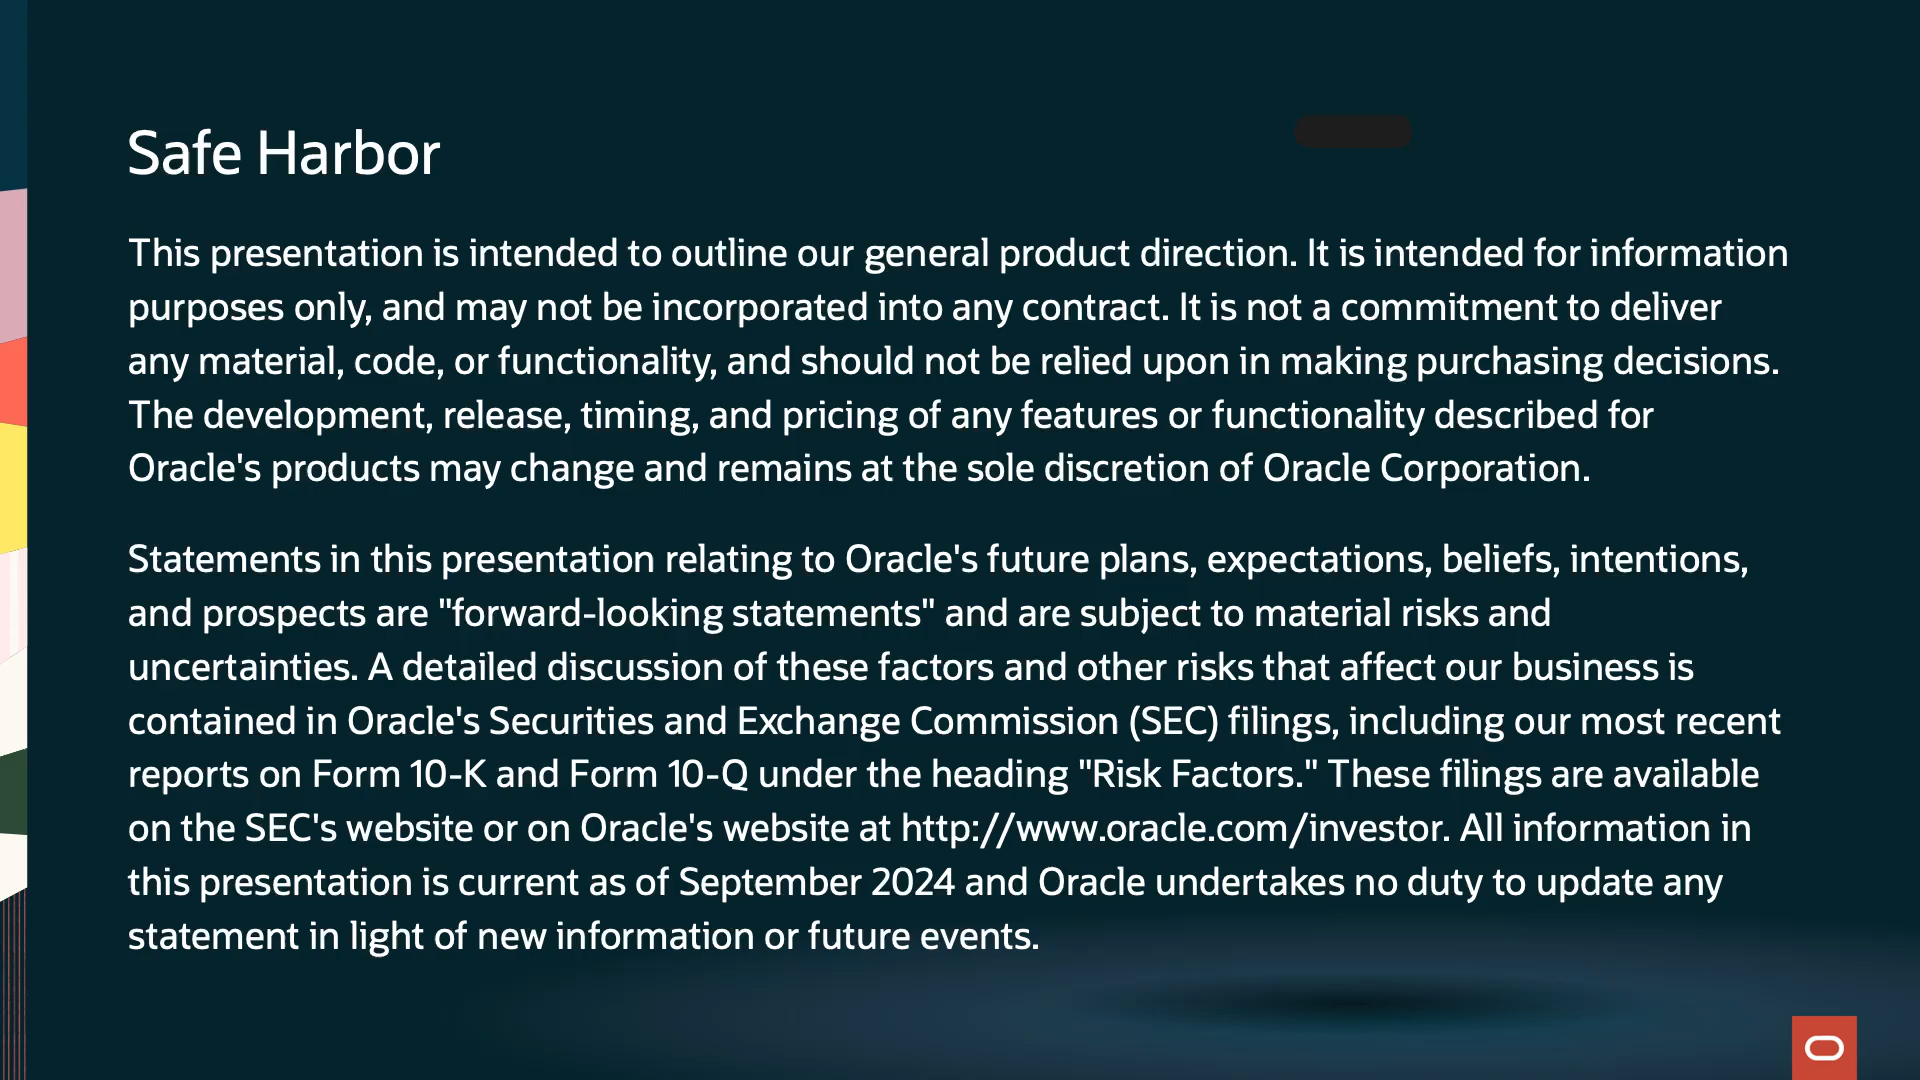 Safe Harbor
This presentation is intended to outline our general product direction. It is intended for information
purposes only, and may not be incorporated into any contract. It is not a commitment to deliver
any material, code, or functionality, and should not be relied upon in making purchasing decisions.
The development, release, timing, and pricing of any features or functionality described for
Oracle's products may change and remains at the sole discretion of Oracle Corporation.
Statements in this presentation relating to Oracle's future plans, expectations, beliefs, intentions,
and prospects are "forward-looking statements" and are subject to material risks and
uncertainties. A detailed discussion of these factors and other risks that affect our business is
contained in Oracle's Securities and Exchange Commission (SEC) filings, including our most recent
reports on Form 10-K and Form 10-Q under the heading "Risk Factors." These filings are available
on the SEC's website or on Oracle's website at http://www.oracle.com/investor. All information in
this presentation is current as of September 2024 and Oracle undertakes no duty to update any
statement in light of new information or future events.